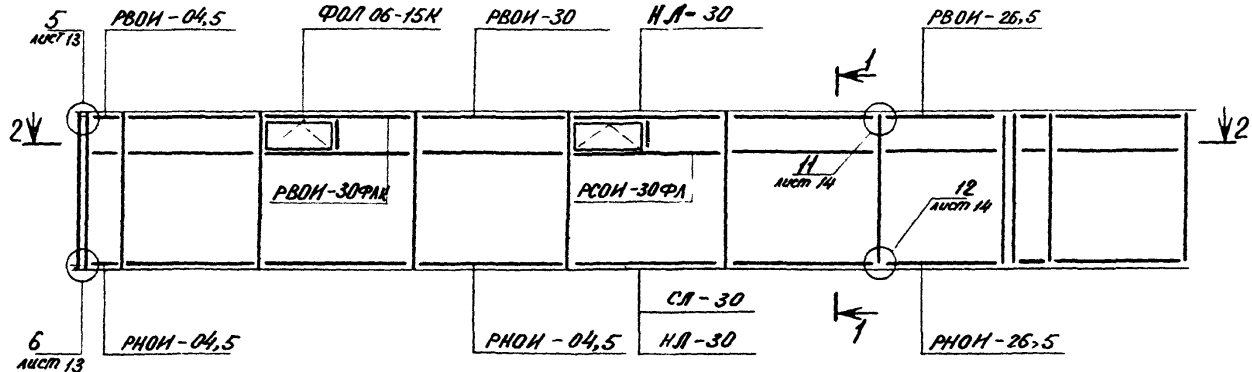 5
лист 13
РВОИ-04,5
ФОЛ 06-15К
РВОИ-30
НЛ-30
РВОИ-26,5
1
2
2
РВОИ-30ФЛК
РСОИ-30ФЛ
11
лист 14
12
лист 14
СЛ-30
НЛ-30
1
6
лист 13
РНОИ-04,5
РНОИ-04,5
РНОИ-26,5